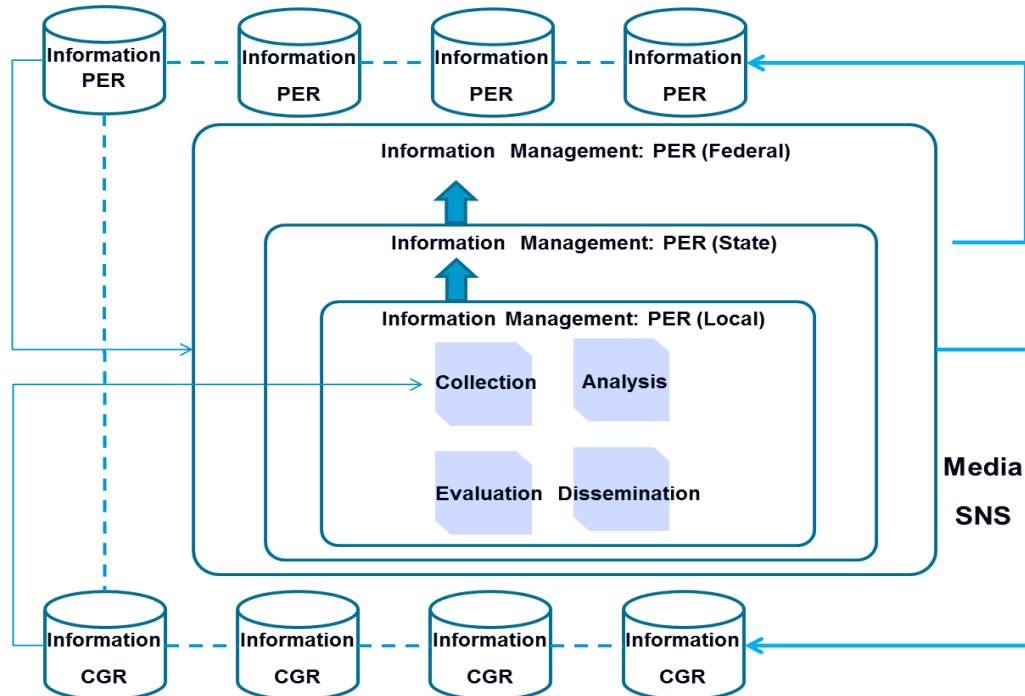 Information Information Information Information
PER PER PER PER
Information Management: PER (Federal)
Information Management: PER (State)
Information Management: PER (Local)
Collection Analysis
Evaluation Dissemination
Media
SNS
Information Information Information Information
CGR CGR CGR CGR